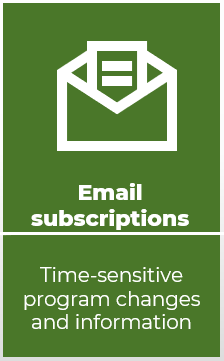 Email
subscriptions
Time-sensitive
program changes
and information